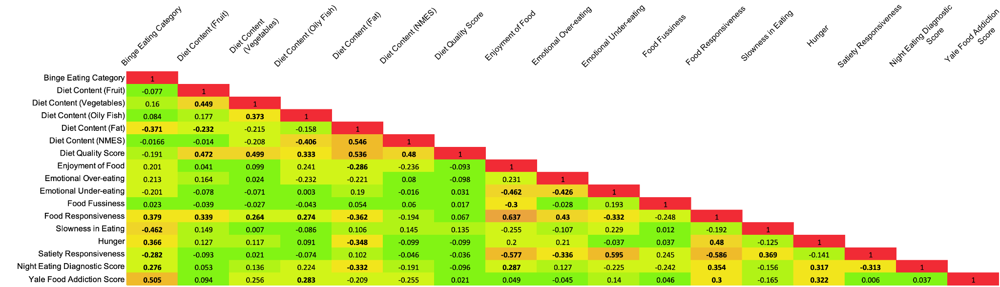 Binge Eating Category
Diet Content (Fruit)
Diet Content
(Vegetables)
Diet Content (Oily Fish)
Diet Content (Fat)
Diet Content (NMES)
Diet Quality Score
Enjoyment of Food
Emotional Over-eating
Emotional Under-eating
Food Fussiness
Food Responsiveness
Slowness in Eating
Hunger
Satiety Responsiveness
Night Eating Diagnostic
Score
Yale Food Addiction
Score
Binge Eating Category 1
Diet Content (Fruit) -0.077 1
Diet Content (Vegetables) 0.16 0.449 1
Diet Content (Oily Fish) 0.084 0.177 0.373 1
Diet Content (Fat) -0.371 -0.232 -0.215 -0.158 1
Diet Content (NMES) -0.0166 -0.014 -0.208 -0.406 0.546 1
Diet Quality Score -0.191 0.472 0.499 0.333 0.536 0.48 1
Enjoyment of Food 0.201 0.041 0.099 0.241 -0.286 -0.236 -0.093 1
Emotional Over-eating 0.213 0.164 0.024 -0.232 -0.221 0.08 -0.098 0.231 1
Emotional Under-eating -0.201 -0.078 -0.071 0.003 0.19 -0.016 0.031 -0.462 -0.426 1
Food Fussiness 0.023 -0.039 -0.027 -0.043 0.054 0.06 0.017 -0.3 -0.028 0.193 1
Food Responsiveness 0.379 0.339 0.264 0.274 -0.362 -0.194 0.067 0.637 0.43 -0.332 -0.248 1
Slowness in Eating -0.462 0.149 0.007 -0.086 0.106 0.145 0.135 -0.255 -0.107 0.229 0.012 -0.192 1
Hunger 0.366 0.127 0.117 0.091 -0.348 -0.099 -0.099 0.2 0.21 -0.037 0.037 0.48 -0.125 1
Satiety Responsiveness -0.282 -0.093 0.021 -0.074 0.102 -0.046 -0.036 -0.577 -0.336 0.595 0.245 -0.586 0.369 -0.141 1
Night Eating Diagnostic Score 0.276 0.053 0.136 0.224 -0.332 -0.191 -0.096 0.287 0.127 -0.225 -0.242 0.354 -0.156 0.317 -0.313 1
Yale Food Addiction Score 0.505 0.094 0.256 0.283 -0.209 -0.255 0.021 0.049 -0.045 0.14 0.046 0.3 -0.165 0.322 0.006 0.037 1